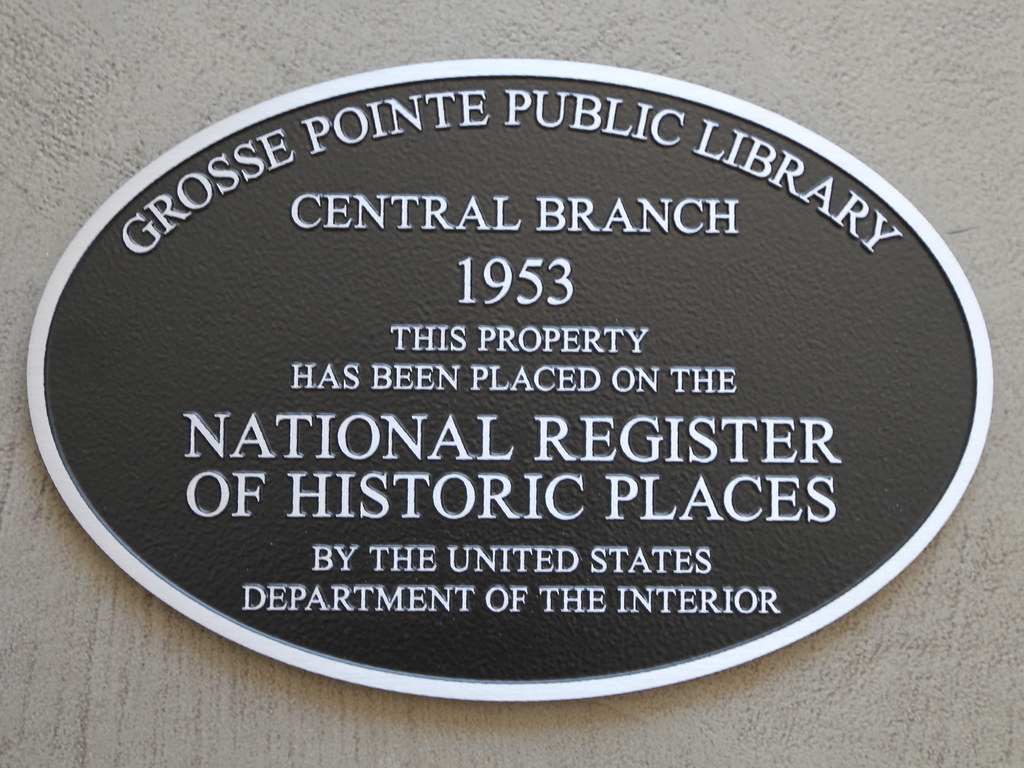 GROSSE POINTE PUBLIC LIBRARY
CENTRAL BRANCH
1953
THIS PROPERTY
HAS BEEN PLACED ON THE
NATIONAL REGISTER
OF HISTORIC PLACES
BY THE UNITED STATES
DEPARTMENT OF THE INTERIOR